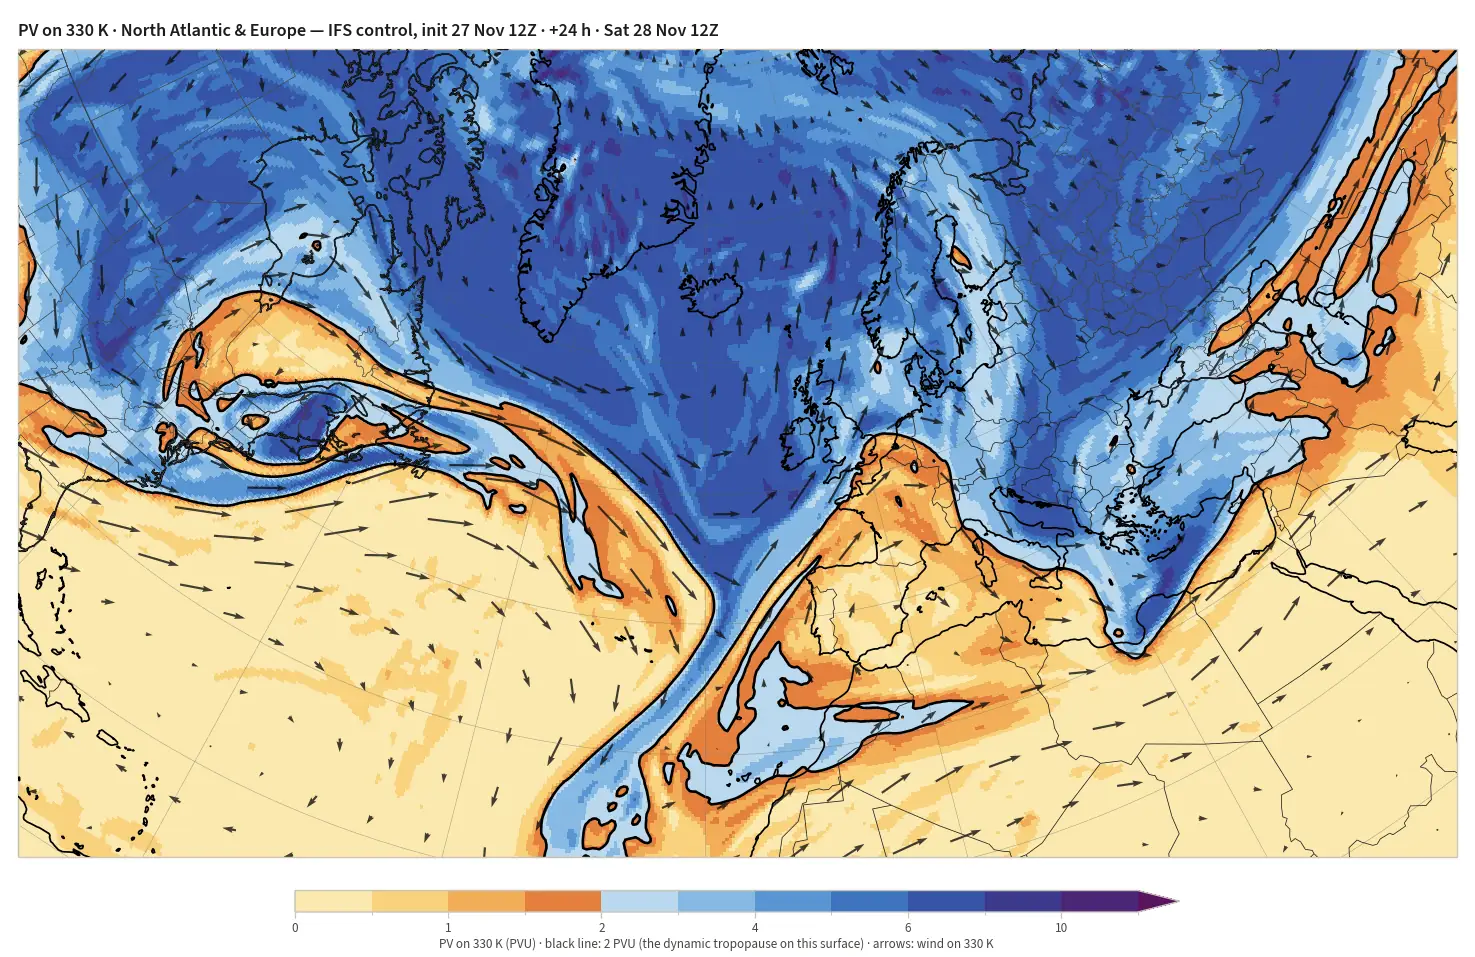 PV on 330 K · North Atlantic & Europe — IFS control, init 27 Nov 12Z · +24 h · Sat 28 Nov 12Z
0 1 2 4 6 10
PV on 330 K (PVU) · black line: 2 PVU (the dynamic tropopause on this surface) · arrows: wind on 330 K